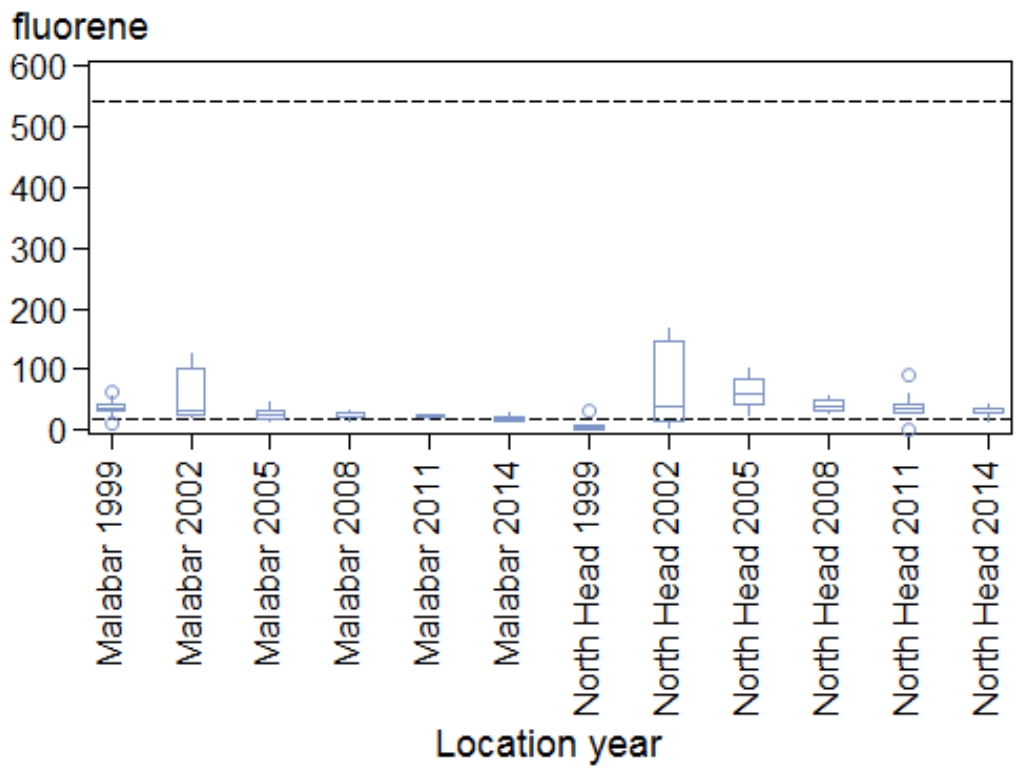 fluorene
600
500
400
300
200
100
0
Malabar 1999
Malabar 2002
Malabar 2005
Malabar 2008
Malabar 2011
Malabar 2014
North Head 1999
North Head 2002
North Head 2005
North Head 2008
North Head 2011
North Head 2014
Location year